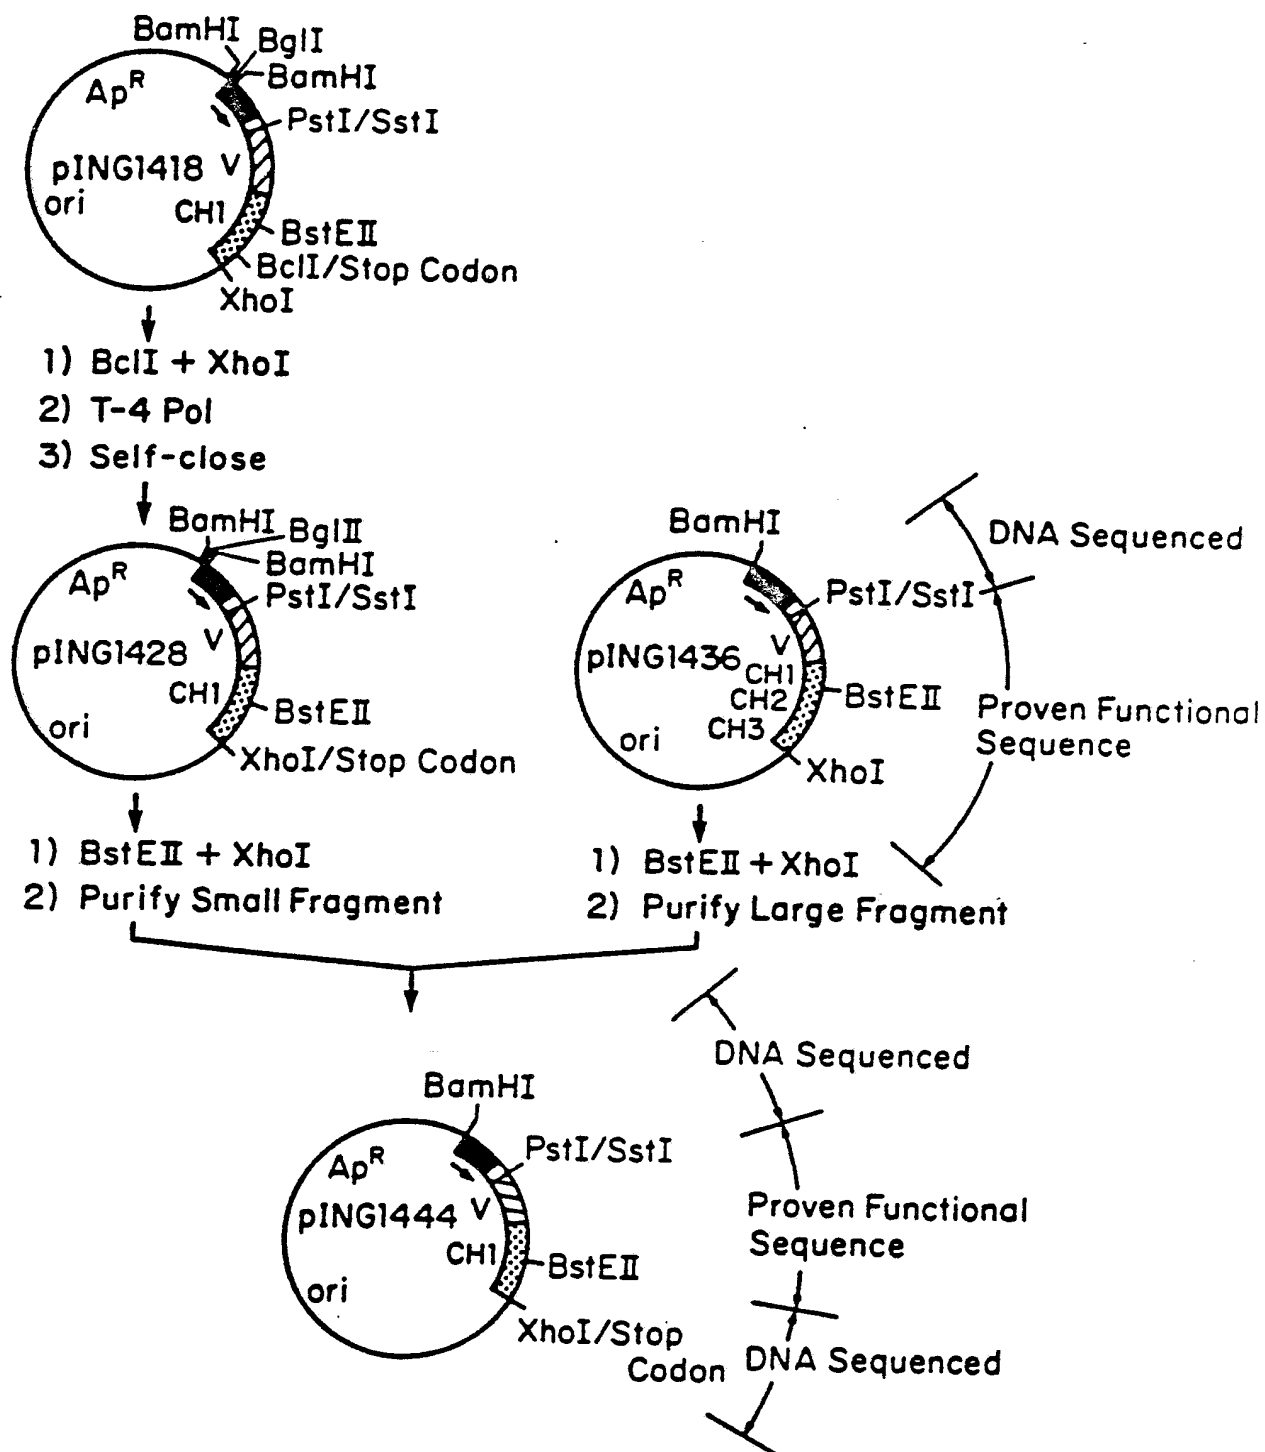 BamHI
BglI
BamHI
Ap^R
PstI/SstI
pING1418
V
ori
CH1
BstEII
BclI/Stop Codon
XhoI
1) BclI + XhoI
2) T-4 Pol
3) Self-close
BamHI
BglII
BamHI
Ap^R
PstI/SstI
pING1428
V
CH1
ori
BstEII
XhoI/Stop Codon
1) BstEII + XhoI
2) Purify Small Fragment
BamHI
Ap^R
PstI/SstI
V
pING1436
CH1
CH2
CH3
BstEII
ori
XhoI
DNA Sequenced
Proven Functional
Sequence
1) BstEII + XhoI
2) Purify Large Fragment
BamHI
Ap^R
PstI/SstI
pING1444
V
CH1
BstEII
ori
XhoI/Stop
Codon
DNA Sequenced
Proven Functional
Sequence
DNA Sequenced